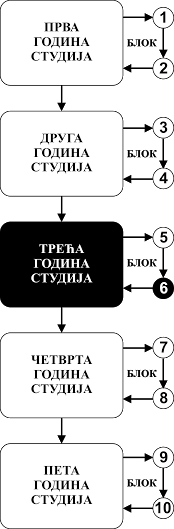 ПРВА
ГОДИНА
СТУДИЈА
1
БЛОК
2
ДРУГА
ГОДИНА
СТУДИЈА
3
БЛОК
4
ТРЕЋА
ГОДИНА
СТУДИЈА
5
БЛОК
6
ЧЕТВРТА
ГОДИНА
СТУДИЈА
7
БЛОК
8
ПЕТА
ГОДИНА
СТУДИЈА
9
БЛОК
10